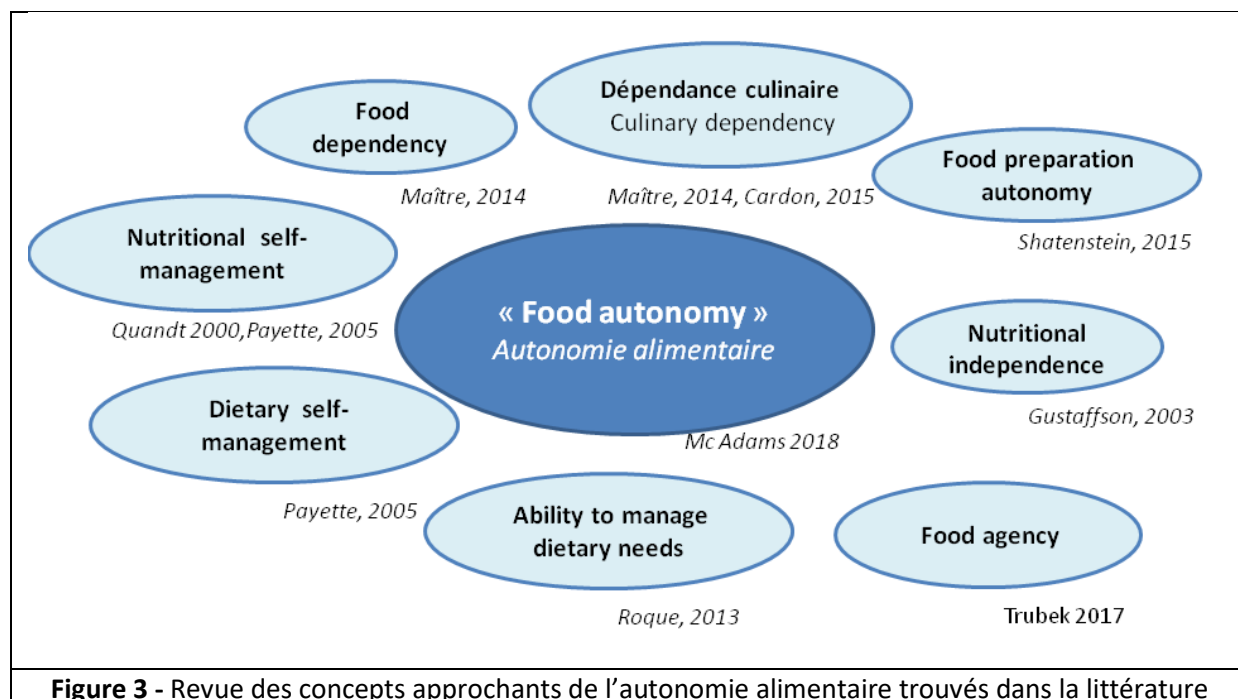 Dépendance culinaire
Culinary dependency
Food
dependency
Maître, 2014
Maître, 2014, Cardon, 2015
Food preparation
autonomy
Shatenstein, 2015
Nutritional self-
management
Quandt 2000,Payette, 2005
« Food autonomy »
Autonomie alimentaire
Mc Adams 2018
Nutritional
independence
Gustaffson, 2003
Dietary self-
management
Payette, 2005
Ability to manage
dietary needs
Roque, 2013
Food agency
Trubek 2017
Figure 3 - Revue des concepts approchants de l’autonomie alimentaire trouvés dans la littérature